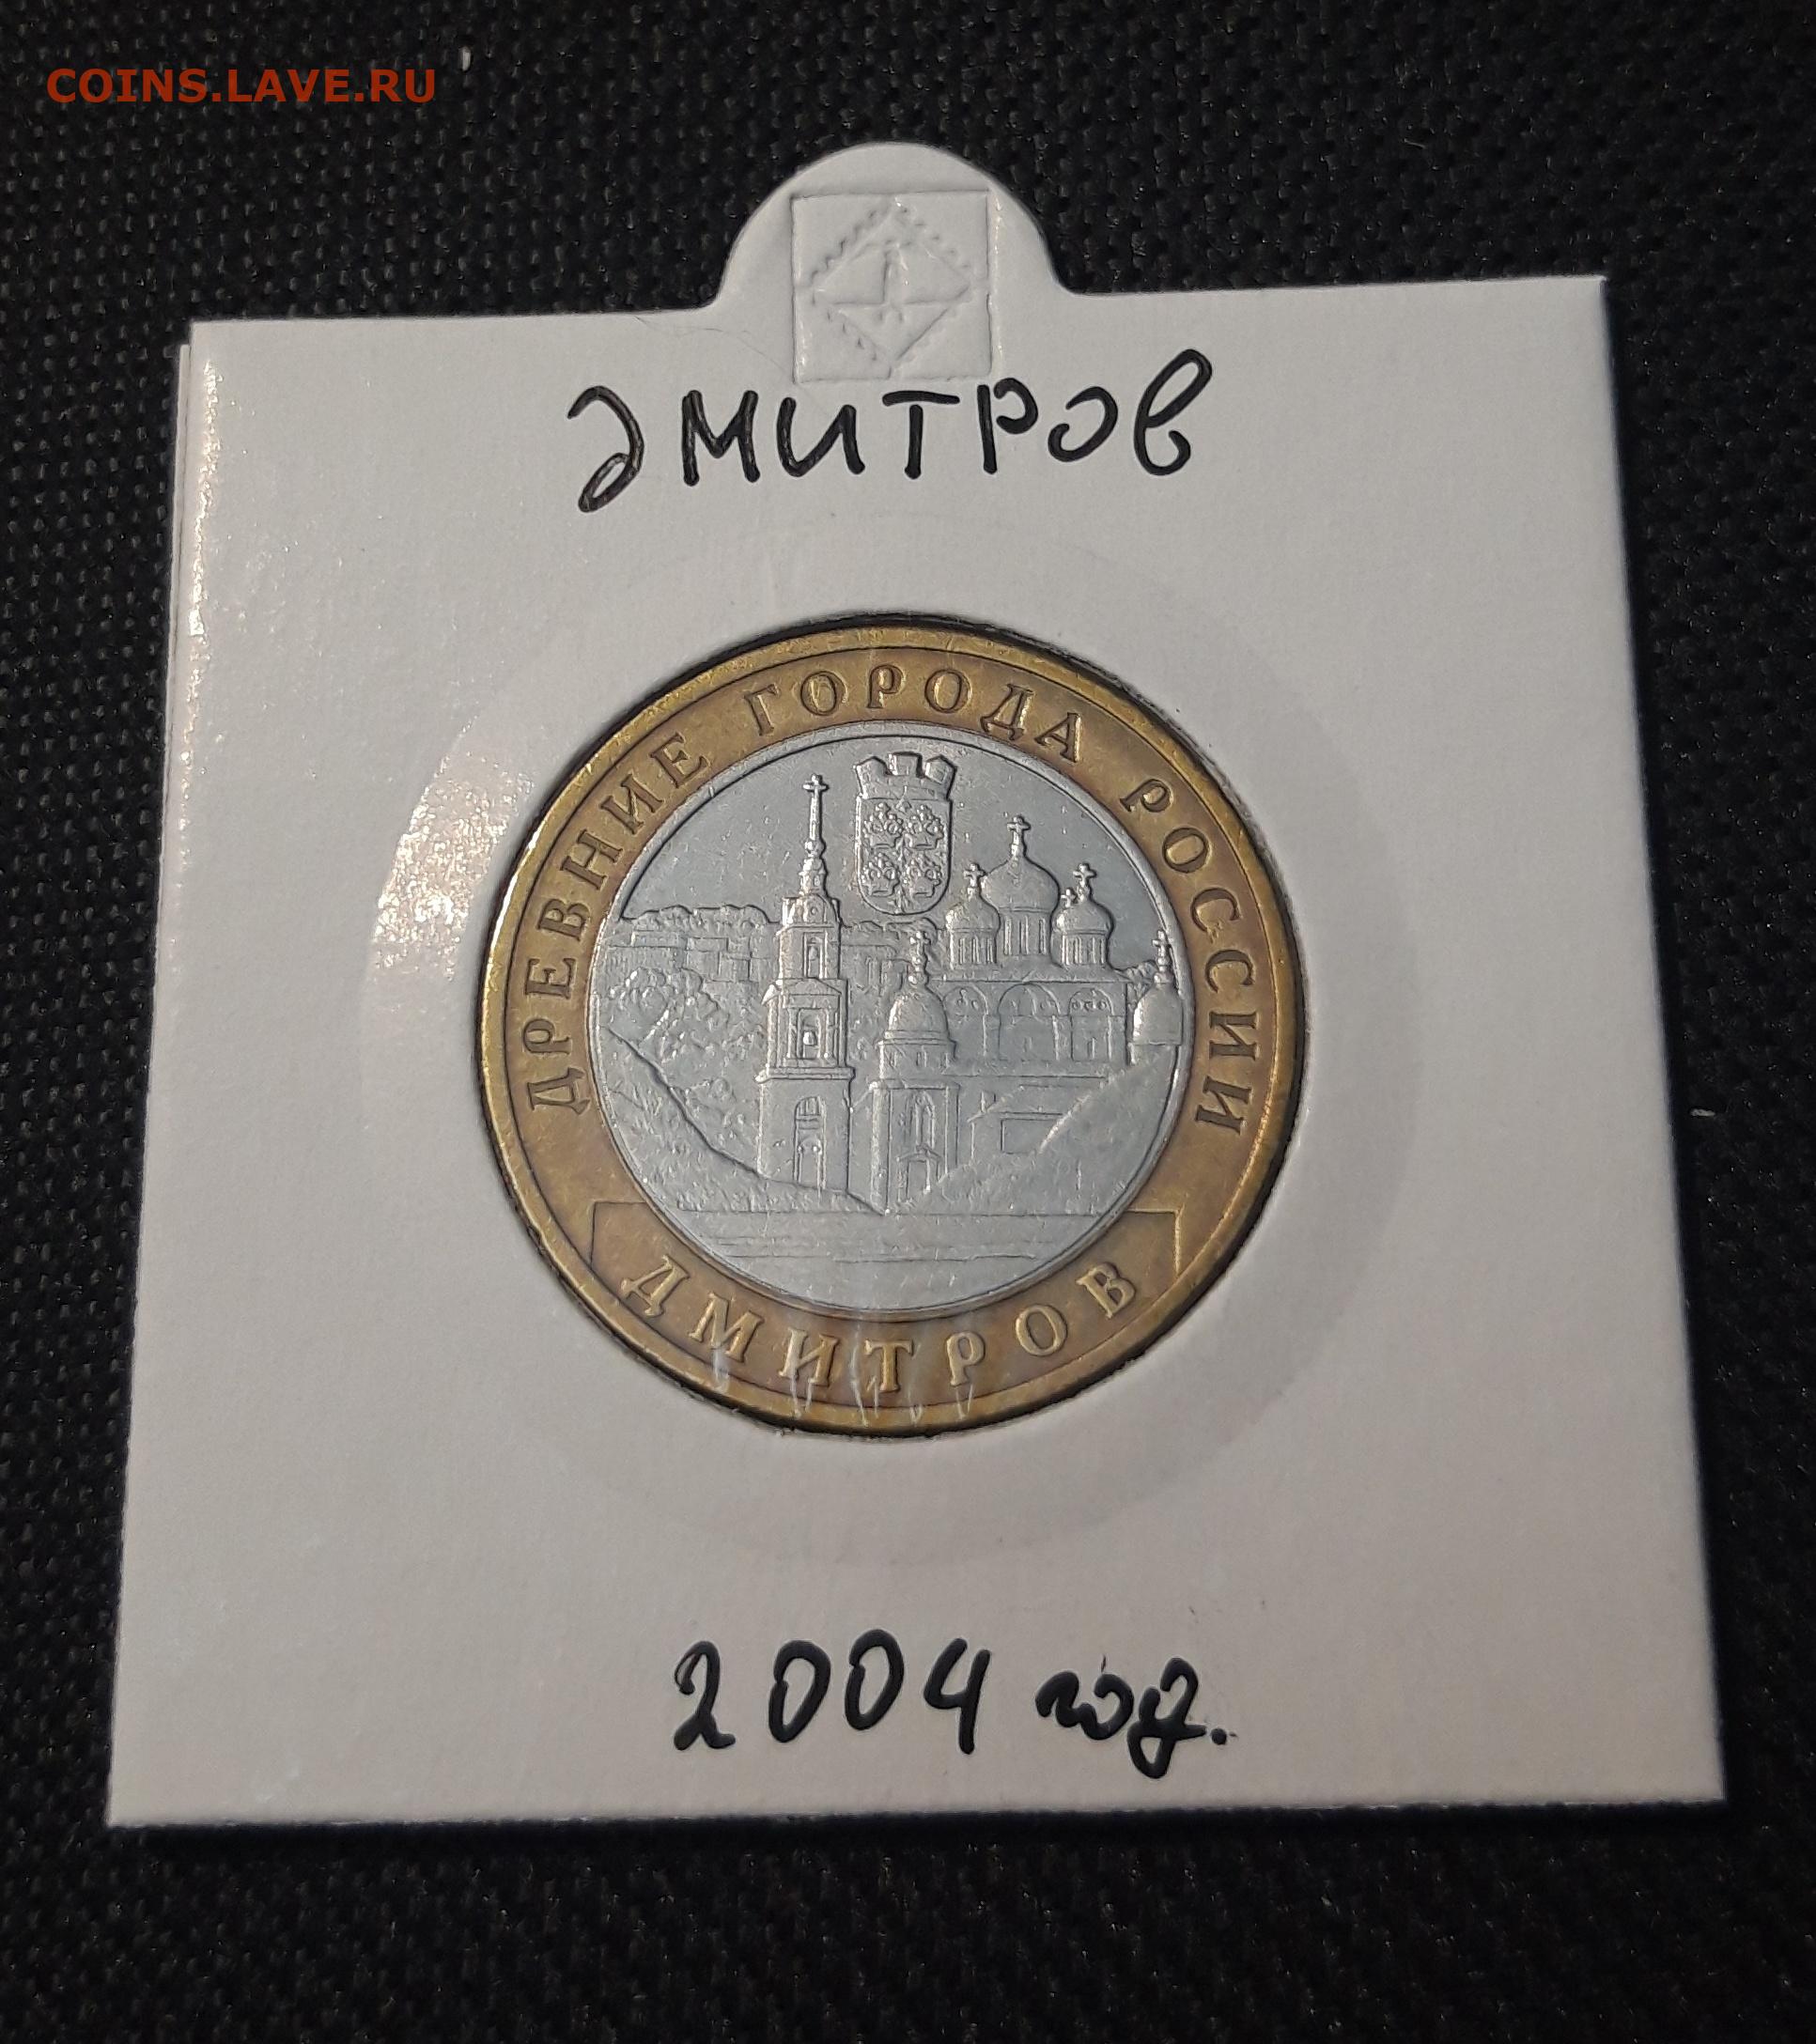 COINS.LAVE.RU
Дмитров
ДРЕВНИЕ ГОРОДА РОССИИ
ДМИТРОВ
2004 год.